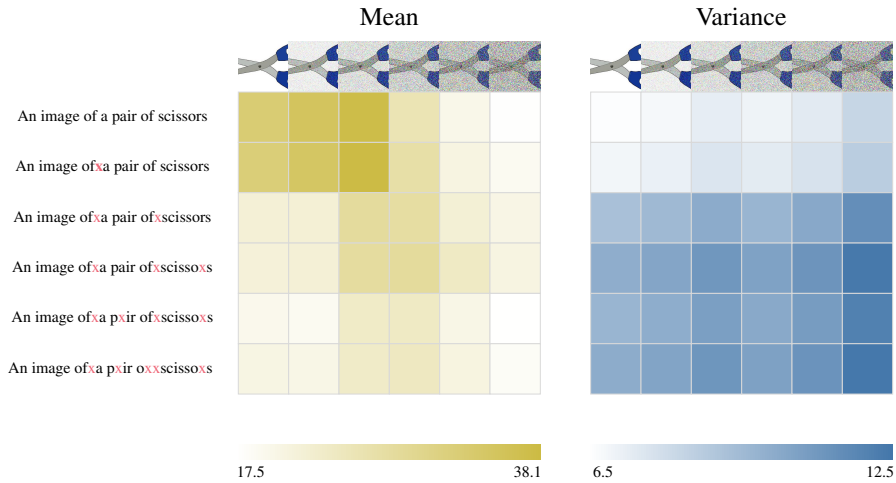 Mean
Variance
An image of a pair of scissors
An image ofxa pair of scissors
An image ofxa pair ofxscissors
An image ofxa pair ofxscissoxs
An image ofxa pxir ofxscissoxs
An image ofxa pxir oxxscissoxs
17.5 38.1
6.5 12.5